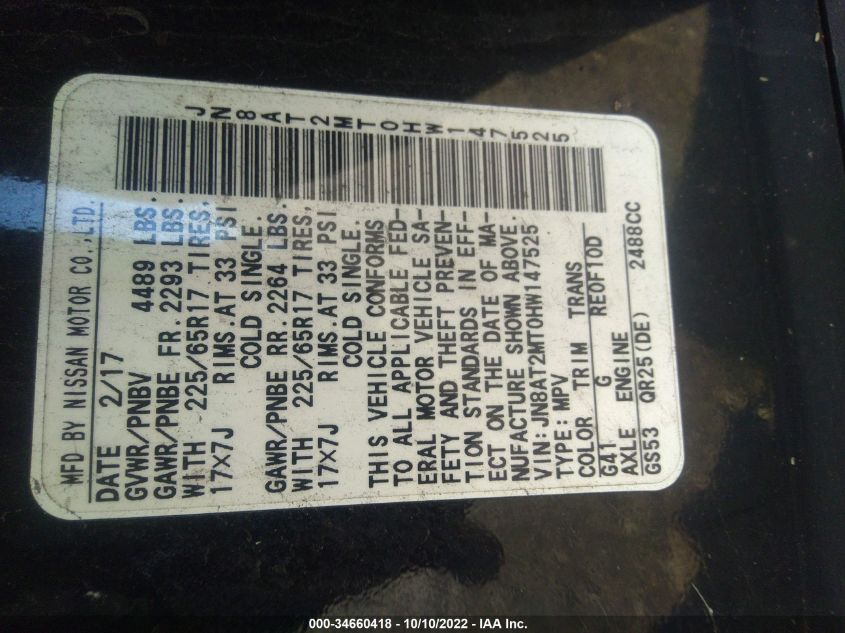 JN8AT2MT0HW147525
MFD BY NISSAN MOTOR CO.,LTD.
DATE 2/17
GVWR/PNBV 4489 LBS.
GAWR/PNBE FR. 2293 LBS.
WITH 225/65R17 TIRES,
17X7J RIMS.AT 33 PSI
COLD SINGLE.
GAWR/PNBE RR. 2264 LBS.
WITH 225/65R17 TIRES,
17X7J RIMS.AT 33 PSI
COLD SINGLE.
THIS VEHICLE CONFORMS
TO ALL APPLICABLE FED-
ERAL MOTOR VEHICLE SA-
FETY AND THEFT PREVEN-
TION STANDARDS IN EFF-
ECT ON THE DATE OF MA-
NUFACTURE SHOWN ABOVE.
VIN:JN8AT2MT0HW147525
TYPE:MPV
COLOR TRIM TRANS
G41 G RE0F10D
AXLE ENGINE
GS53 QR25(DE) 2488CC
000-34660418 - 10/10/2022 - IAA Inc.